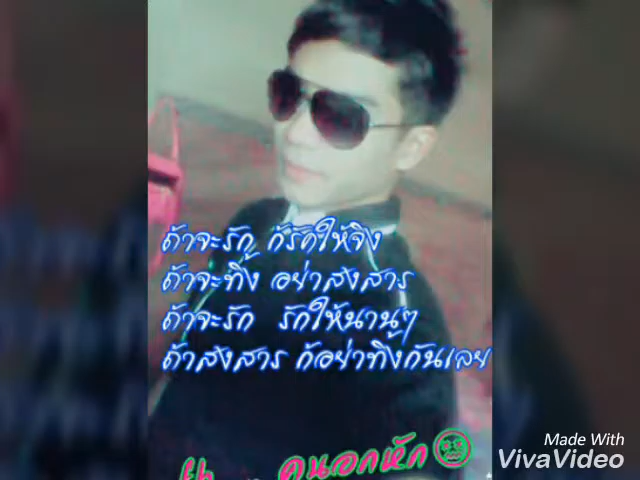 ถ้าจะรัก ก็รักให้จิง
ถ้าจะทิ้ง อย่าสงสาร
ถ้าจะรัก รักให้นานๆ
ถ้าสงสาร ก้อย่าทิ้งกันเลย
คนอกหัก
Made With
VivaVideo